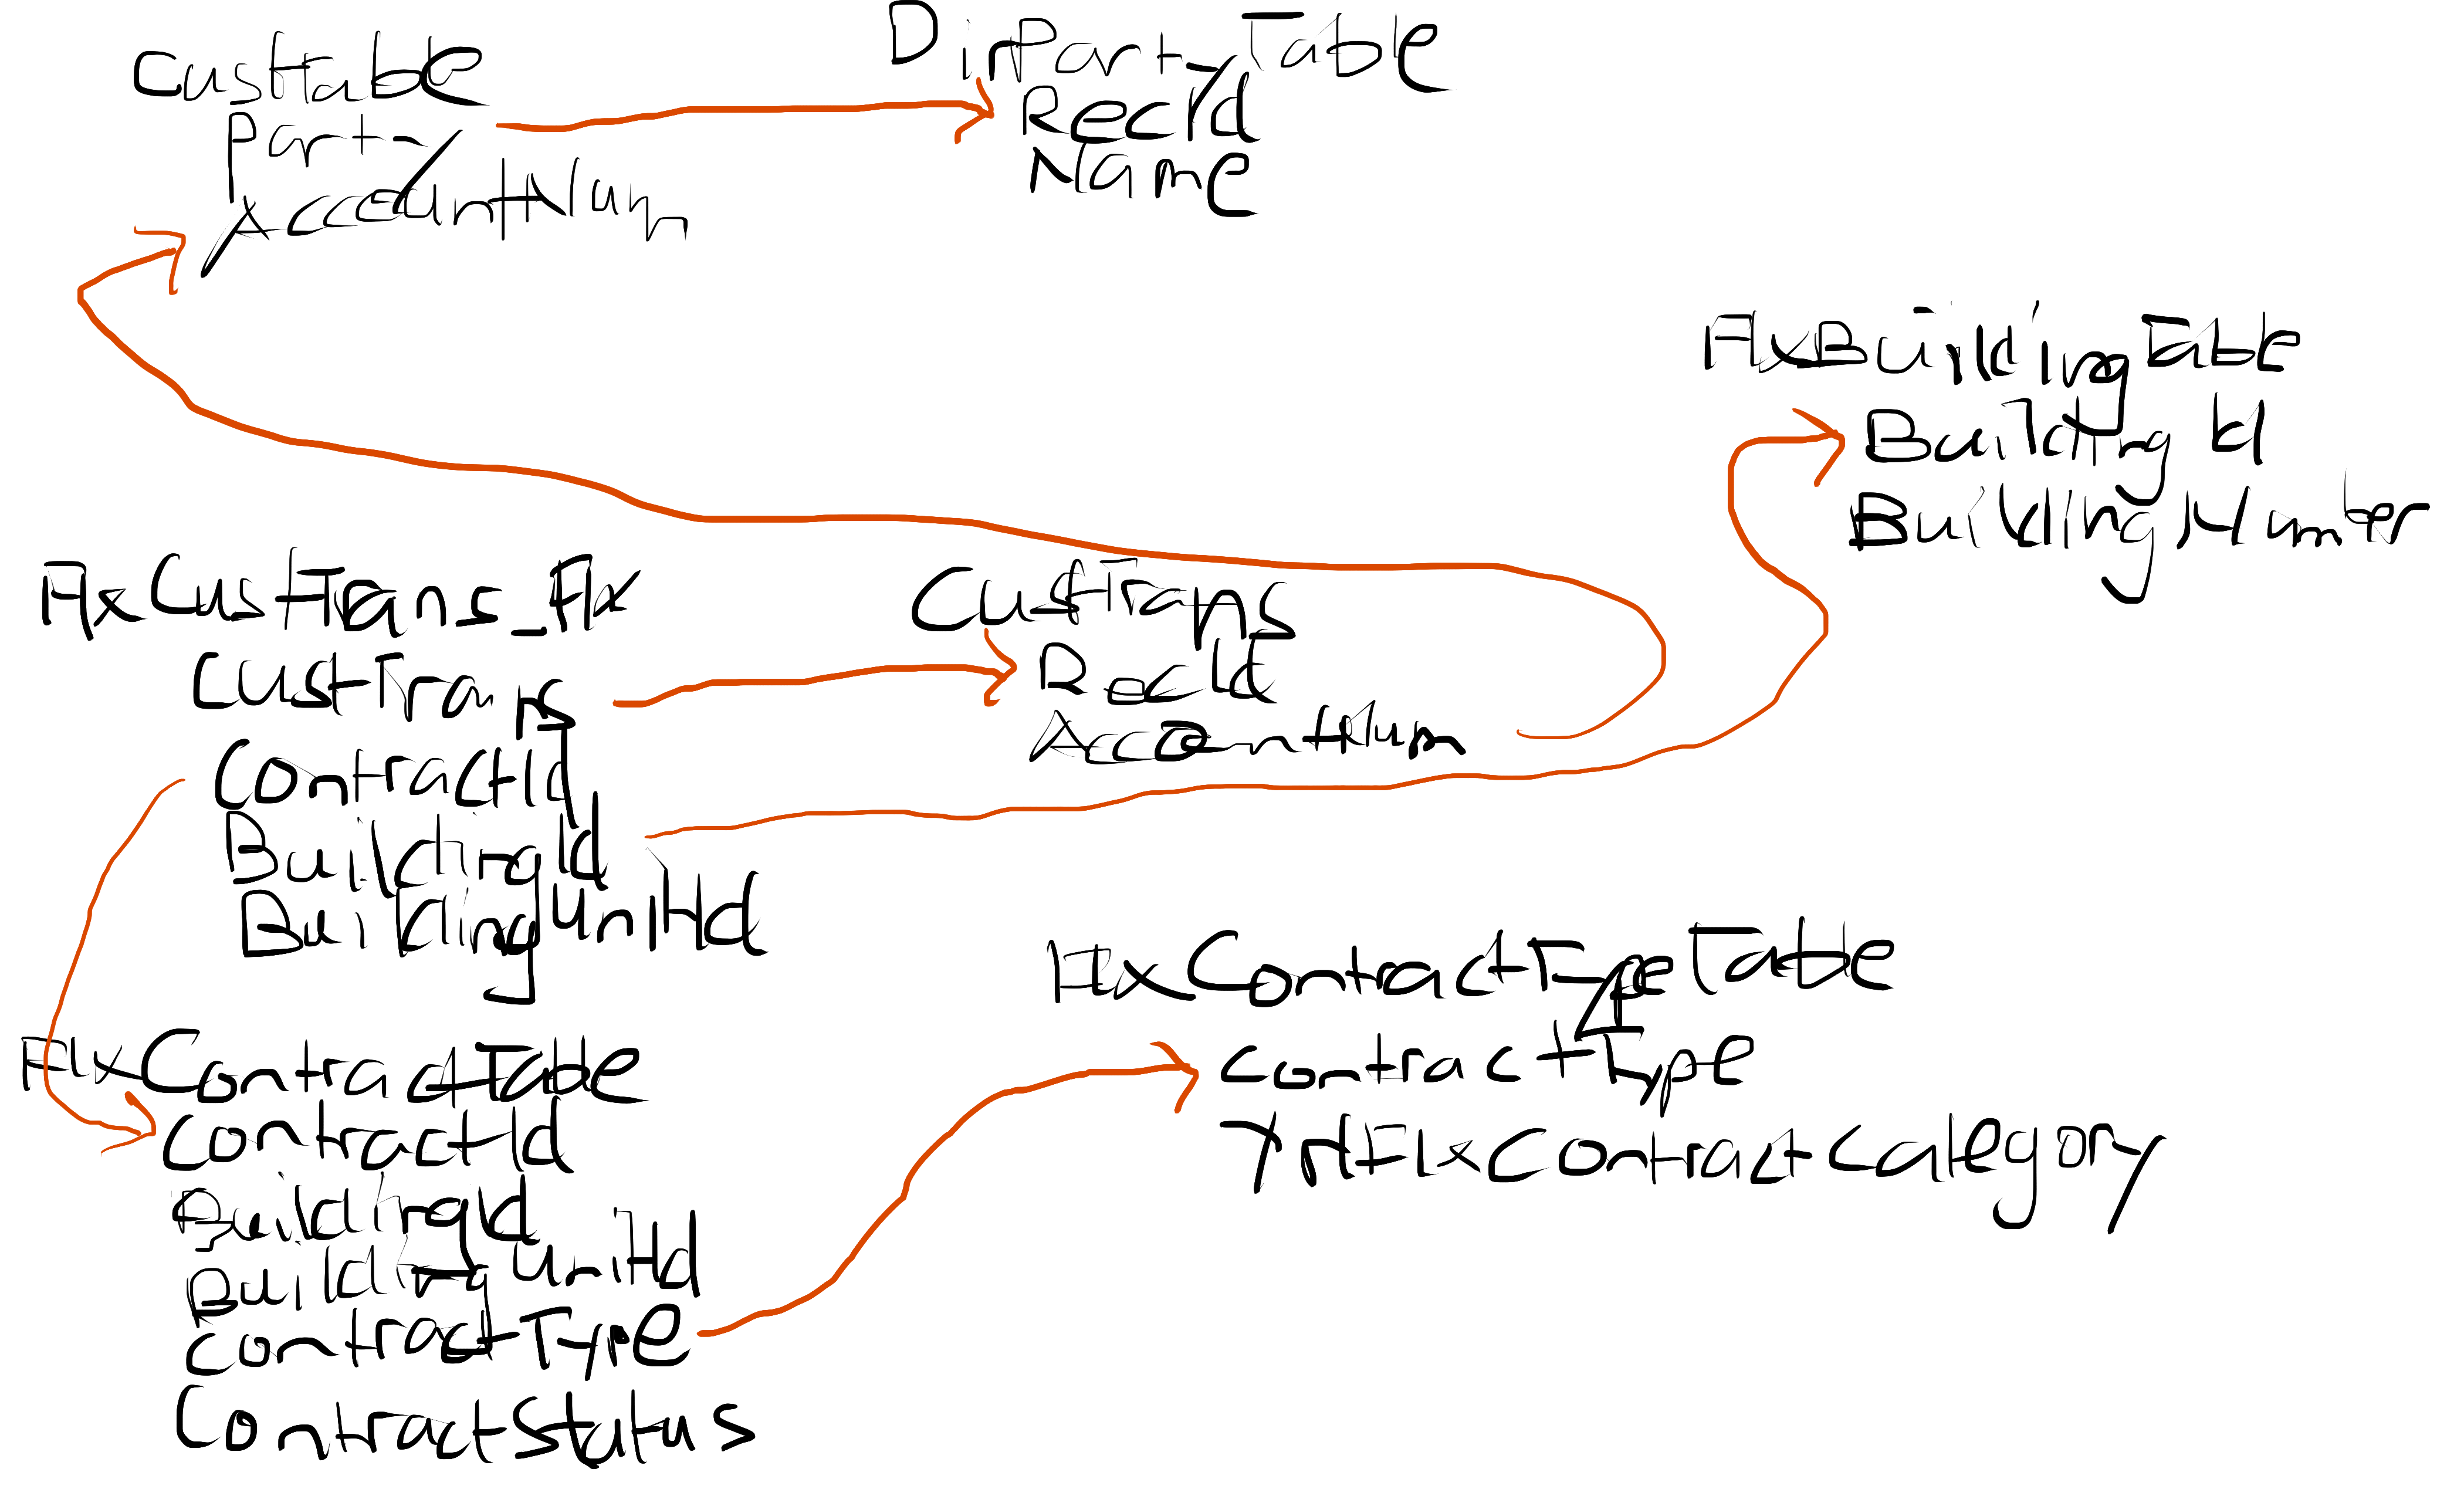 CustTable
Party
AccountNum
DirPartyTable
RecId
Name
FlxBuildingTable
BuildingId
BuildingNumber
FlxCustTrans_Flx
CustTrans
ContractId
BuildingId
BuildingUnitId
CustTrans
RecId
AccountNum
FlxContractTable
ContractId
BuildingId
BuildingUnitId
ContractType
ContractStatus
FlxContractTypeTable
ContractType